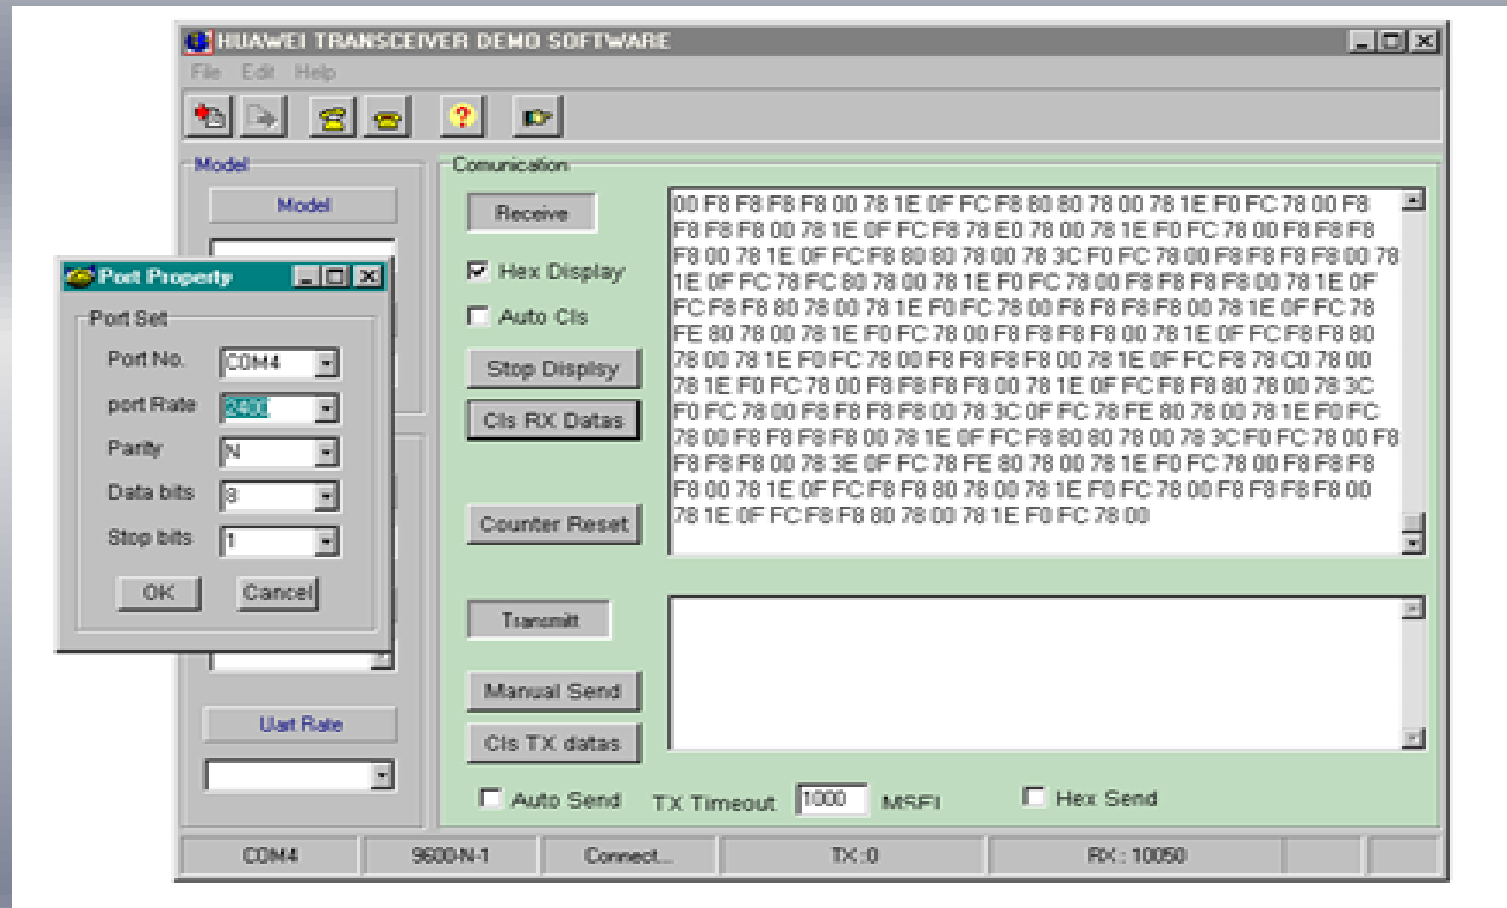 HUAWEI TRANSCEIVER DEMO SOFTWARE
File Edit Help
Model
Model
Port Property
Port Set
Port No. COM4
port Rate 2400
Parity N
Data bits 8
Stop bits 1
OK Cancel
Uart Rate
Comunication
Receive
Hex Display
Auto Cls
Stop Displsy
Cls RX Datas
Counter Reset
00 F8 F8 F8 F8 00 78 1E 0F FC F8 80 80 78 00 78 1E F0 FC 78 00 F8
F8 F8 F8 00 78 1E 0F FC F8 78 E0 78 00 78 1E F0 FC 78 00 F8 F8 F8
F8 00 78 1E 0F FC F8 80 80 78 00 78 3C F0 FC 78 00 F8 F8 F8 F8 00 78
1E 0F FC 78 FC 80 78 00 78 1E F0 FC 78 00 F8 F8 F8 F8 00 78 1E 0F
FC F8 F8 80 78 00 78 1E F0 FC 78 00 F8 F8 F8 F8 00 78 1E 0F FC 78
FE 80 78 00 78 1E F0 FC 78 00 F8 F8 F8 F8 00 78 1E 0F FC F8 F8 80
78 00 78 1E F0 FC 78 00 F8 F8 F8 F8 00 78 1E 0F FC F8 78 C0 78 00
78 1E F0 FC 78 00 F8 F8 F8 F8 00 78 1E 0F FC F8 F8 80 78 00 78 3C
F0 FC 78 00 F8 F8 F8 F8 00 78 3C 0F FC 78 FE 80 78 00 78 1E F0 FC
78 00 F8 F8 F8 F8 00 78 1E 0F FC F8 80 80 78 00 78 3C F0 FC 78 00 F8
F8 F8 F8 00 78 3E 0F FC 78 FE 80 78 00 78 1E F0 FC 78 00 F8 F8 F8
F8 00 78 1E 0F FC F8 F8 80 78 00 78 1E F0 FC 78 00 F8 F8 F8 F8 00
78 1E 0F FC F8 F8 80 78 00 78 1E F0 FC 78 00
Transmitt
Manual Send
Cls TX datas
Auto Send TX Timeout 1000 Hex Send
COM4 9600-N-1 Connect... TX:0 RX : 10050